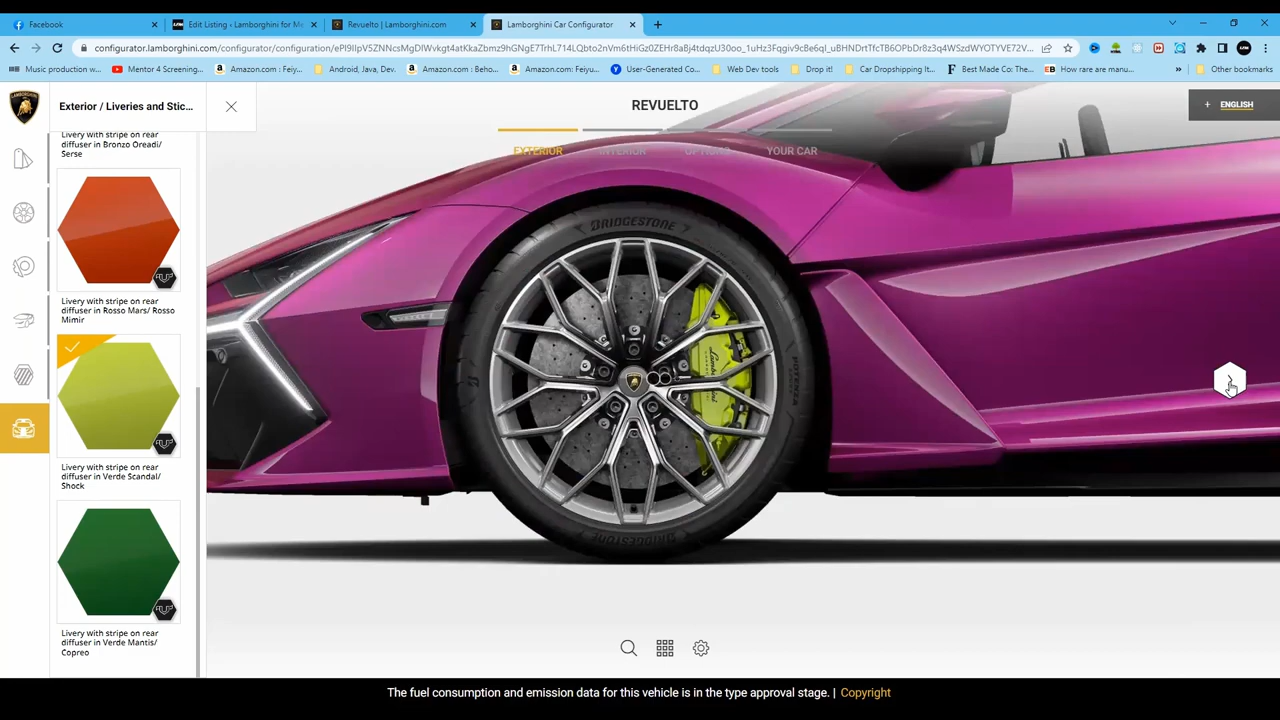 Facebook
Edit Listing ‹ Lamborghini for Me
Revuelto | Lamborghini.com
Lamborghini Car Configurator
Music production w...
Mentor 4 Screening...
Amazon.com : Feiyu...
Android, Java, Dev.
Amazon.com : Beho...
Amazon.com: Feiyu...
User-Generated Co...
Web Dev tools
Drop it!
Car Dropshipping It...
Best Made Co: The...
How rare are manu...
Other bookmarks
Exterior / Liveries and Stic...
REVUELTO
+ ENGLISH
EXTERIOR
INTERIOR
OPTIONS
YOUR CAR
Livery with stripe on rear
diffuser in Bronzo Oreadi/
Serse
Livery with stripe on rear
diffuser in Rosso Mars/ Rosso
Mimir
Livery with stripe on rear
diffuser in Verde Scandal/
Shock
Livery with stripe on rear
diffuser in Verde Mantis/
Copreo
BRIDGESTONE
POTENZA
Lamborghini
BRIDGESTONE
The fuel consumption and emission data for this vehicle is in the type approval stage. | Copyright